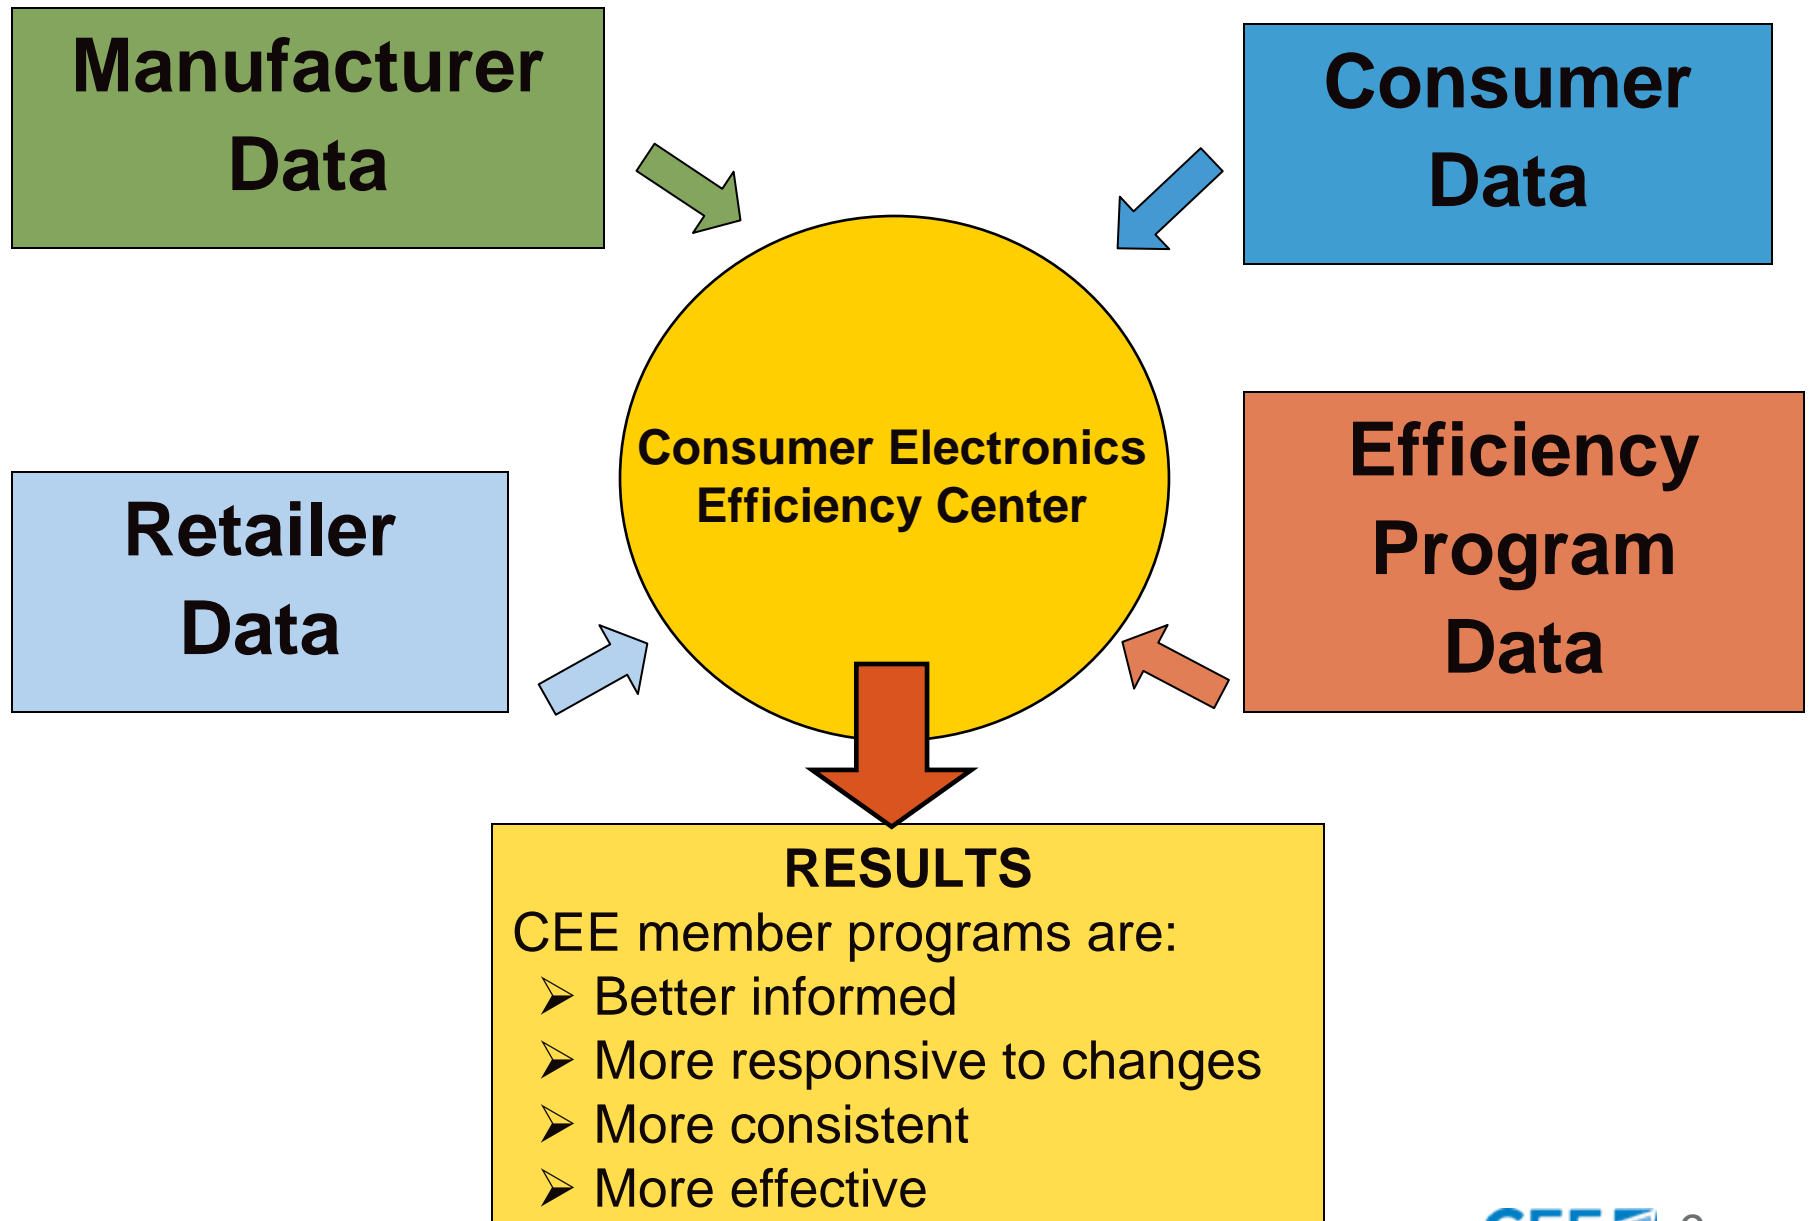 Manufacturer
Data
Consumer
Data
Consumer Electronics
Efficiency Center
Retailer
Data
Efficiency
Program
Data
RESULTS
CEE member programs are:
➢ Better informed
➢ More responsive to changes
➢ More consistent
➢ More effective
CEE